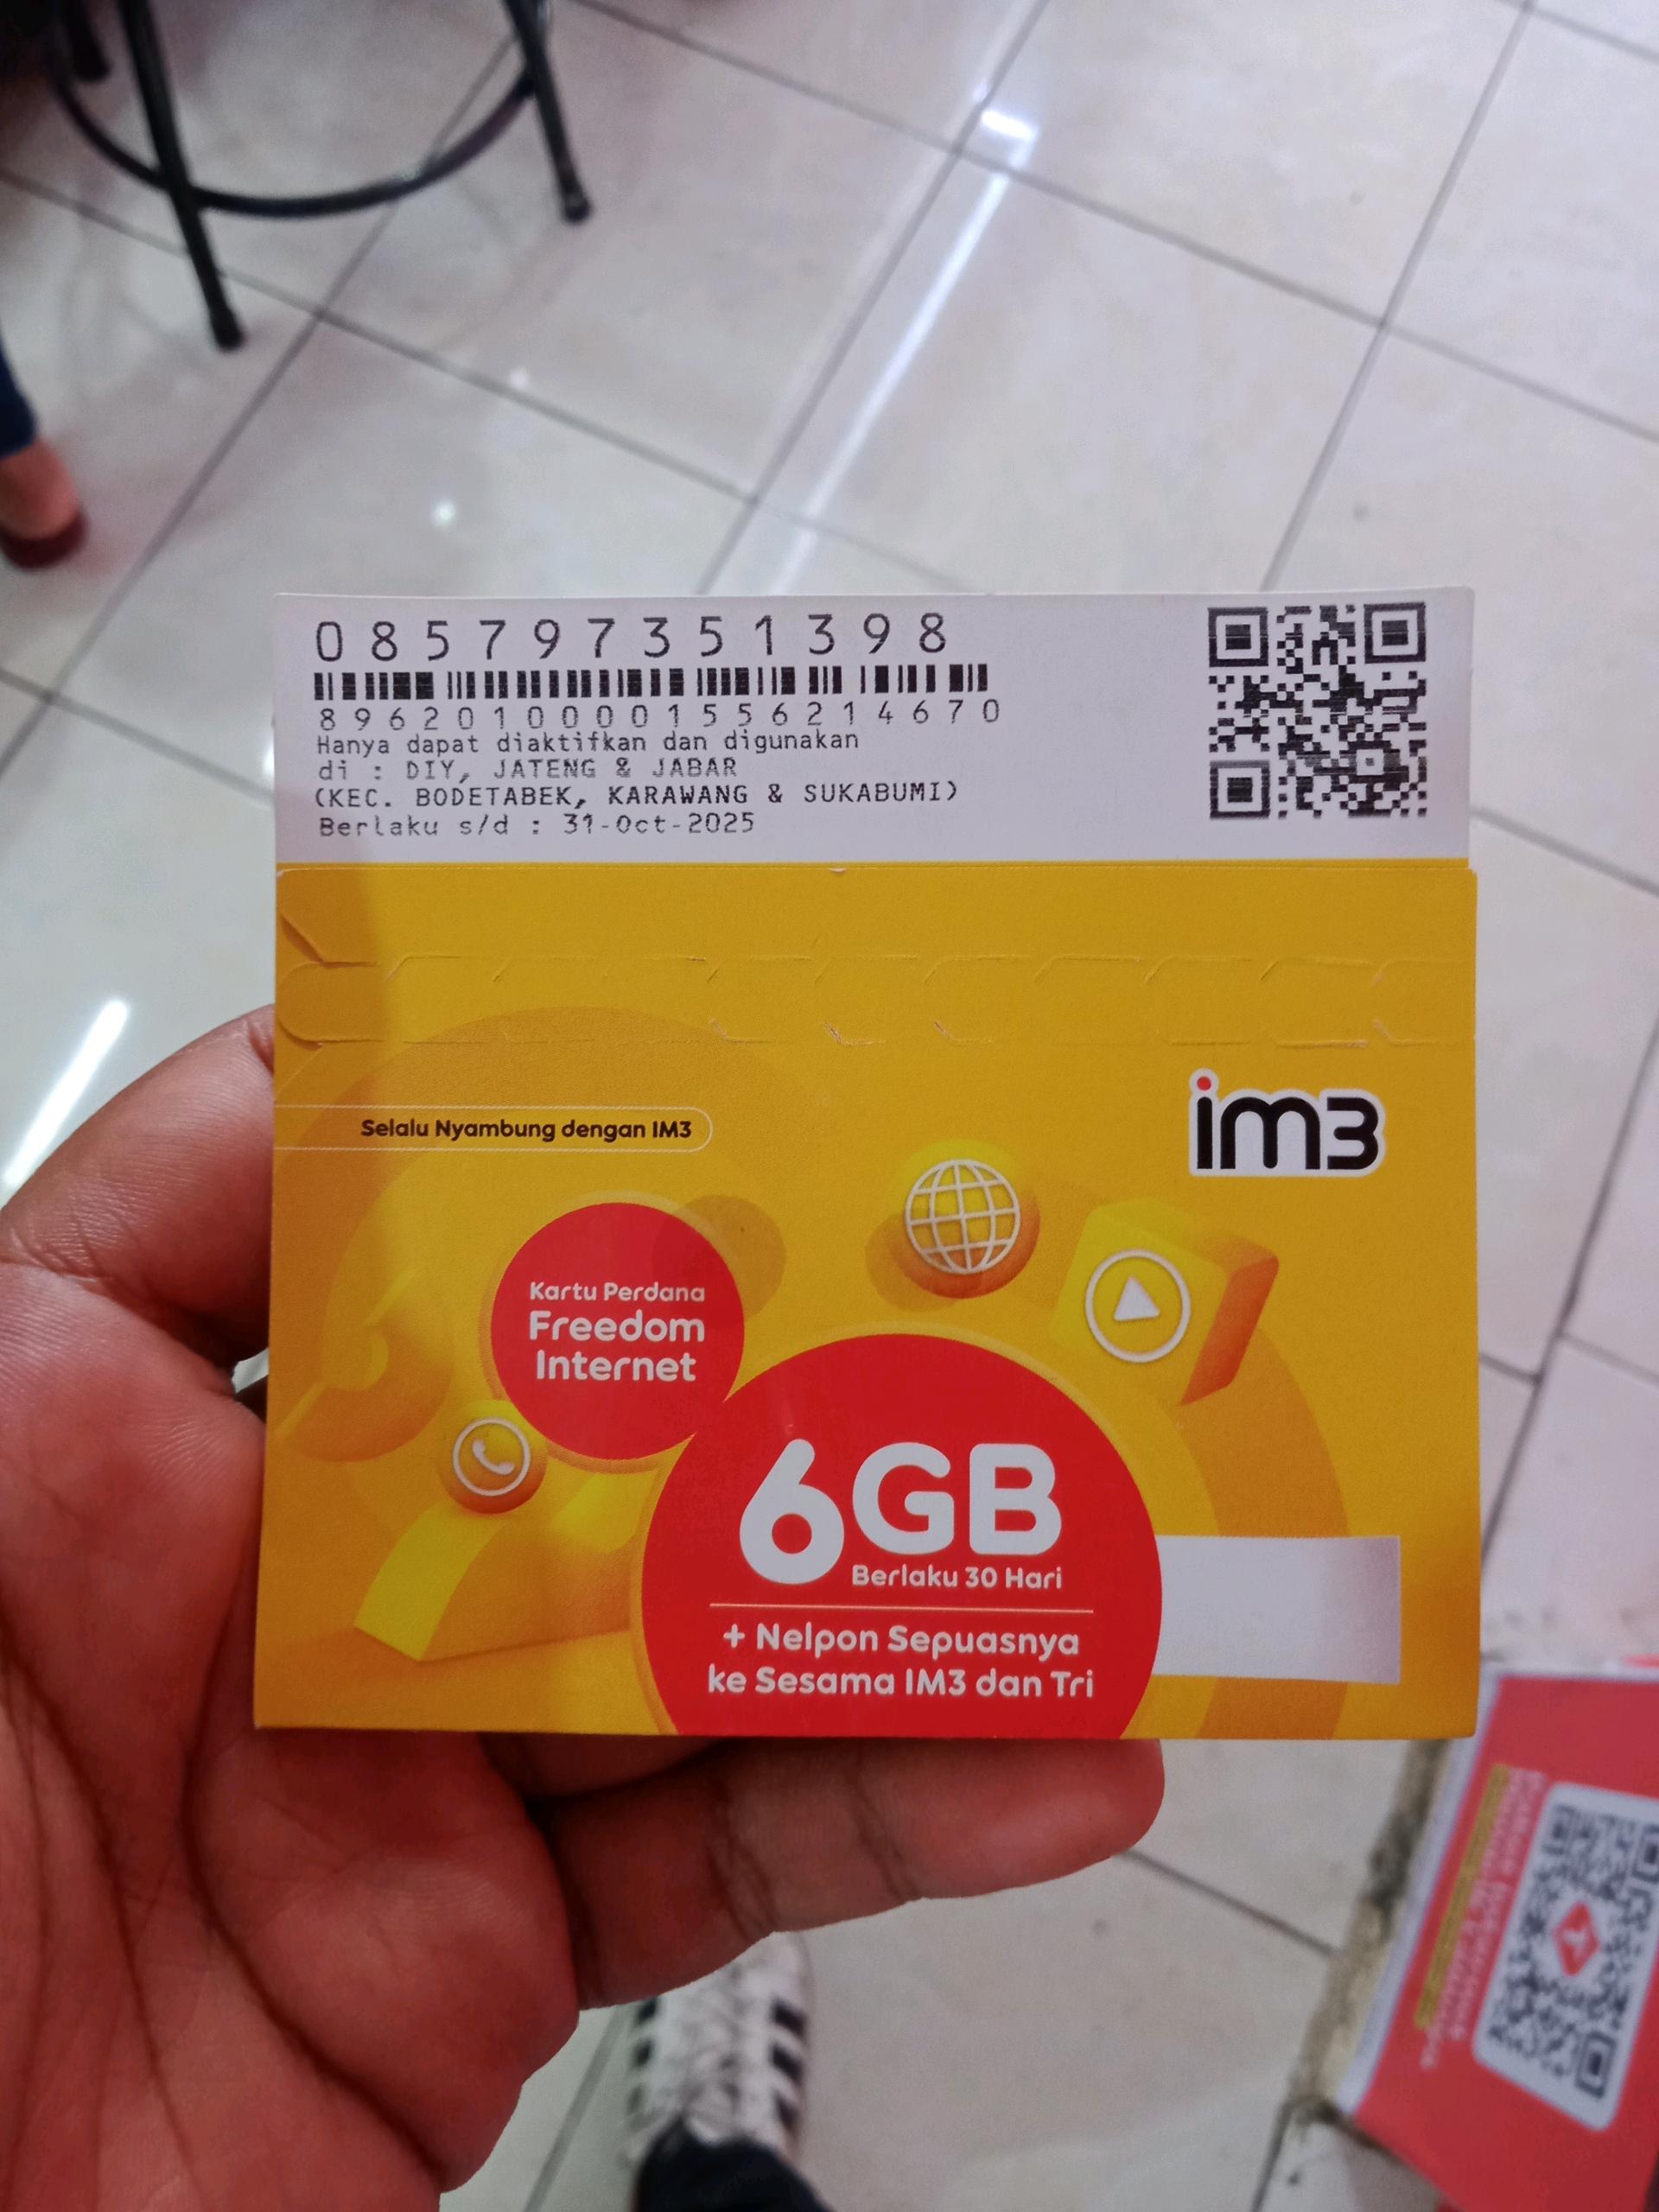 085797351398
89620100001556214670
Hanya dapat diaktifkan dan digunakan
di : DIY, JATENG & JABAR
(KEC. BODETABEK, KARAWANG & SUKABUMI)
Berlaku s/d : 31-Oct-2025
im3
Selalu Nyambung dengan IM3
Kartu Perdana
Freedom
Internet
6GB
Berlaku 30 Hari
+ Nelpon Sepuasnya
ke Sesama IM3 dan Tri